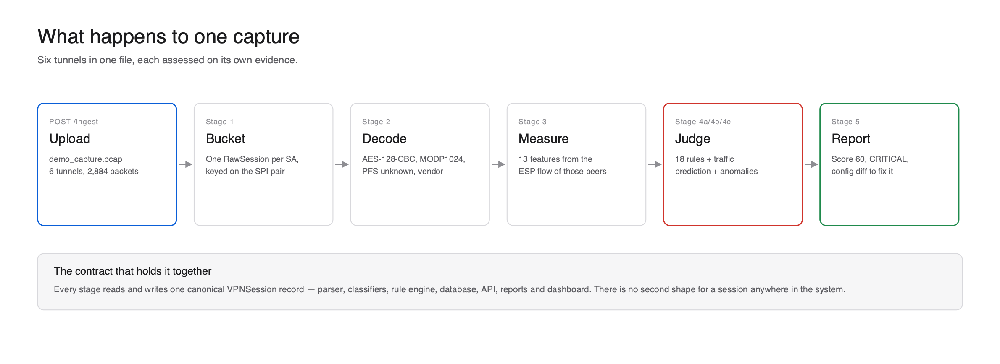 What happens to one capture
Six tunnels in one file, each assessed on its own evidence.
POST /ingest
Upload
demo_capture.pcap
6 tunnels, 2,884 packets
Stage 1
Bucket
One RawSession per SA,
keyed on the SPI pair
Stage 2
Decode
AES-128-CBC, MODP1024,
PFS unknown, vendor
Stage 3
Measure
13 features from the
ESP flow of those peers
Stage 4a/4b/4c
Judge
18 rules + traffic
prediction + anomalies
Stage 5
Report
Score 60, CRITICAL,
config diff to fix it
The contract that holds it together
Every stage reads and writes one canonical VPNSession record — parser, classifiers, rule engine, database, API, reports and dashboard. There is no second shape for a session anywhere in the system.